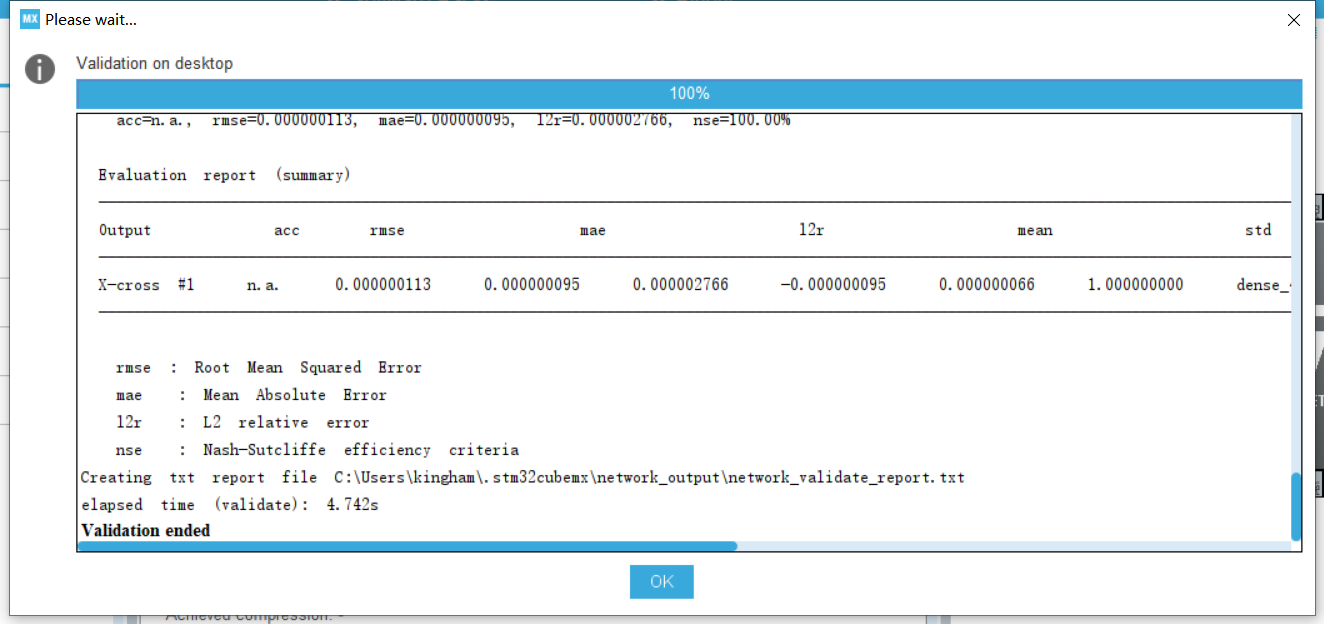 MX Please wait...
Validation on desktop
100%
acc=n.a., rmse=0.000000113, mae=0.000000095, l2r=0.000002766, nse=100.00%
Evaluation report (summary)
Output acc rmse mae l2r mean std
X-cross #1 n.a. 0.000000113 0.000000095 0.000002766 -0.000000095 0.000000066 1.000000000 dense_
rmse : Root Mean Squared Error
mae : Mean Absolute Error
l2r : L2 relative error
nse : Nash-Sutcliffe efficiency criteria
Creating txt report file C:\Users\kingham\.stm32cubemx\network_output\network_validate_report.txt
elapsed time (validate): 4.742s
Validation ended
OK
Achieved compression: -